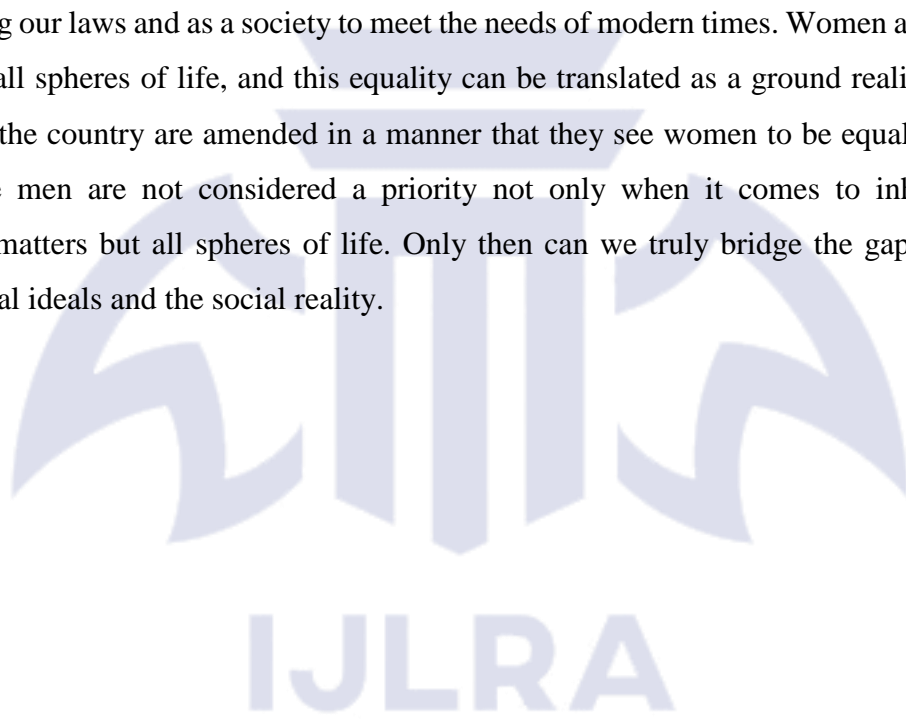 our laws and as a society to meet the needs of modern times. Women
all spheres of life, and this equality can be translated as a ground
the country are amended in a manner that they see women to be equal
men are not considered a priority not only when it comes to
matters but all spheres of life. Only then can we truly bridge the gap
ideals and the social reality.
IJLRA